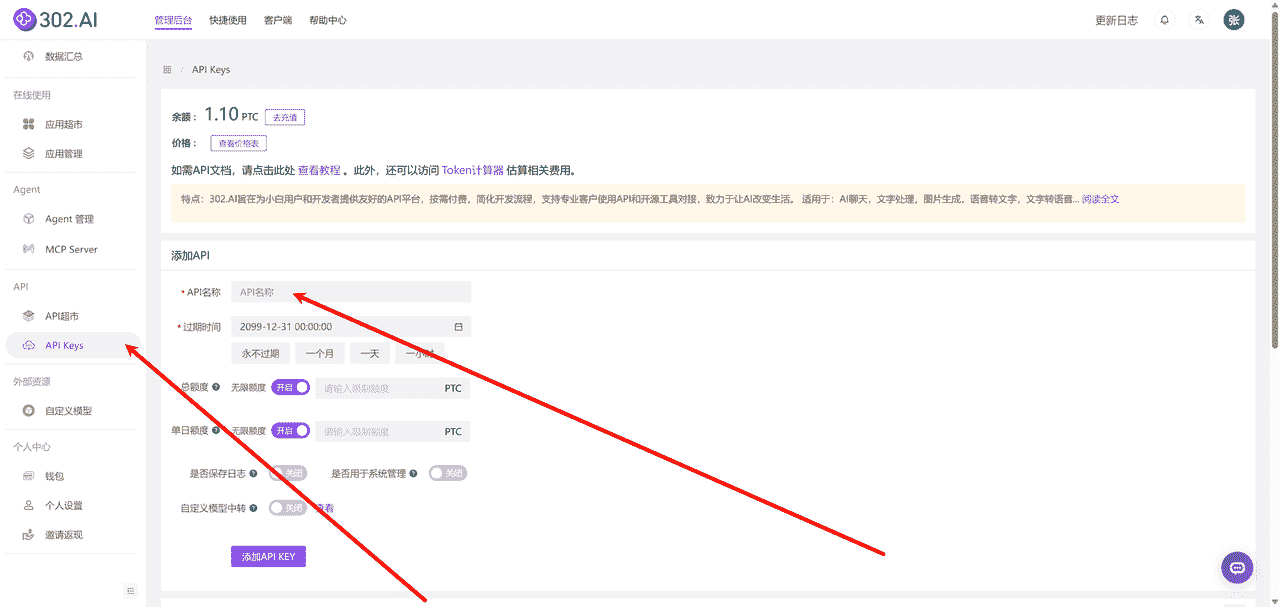 302.AI
管理后台 快捷使用 客户端 帮助中心
更新日志
张
数据汇总
在线使用
应用超市
应用管理
Agent
Agent 管理
MCP Server
API
API超市
API Keys
外部资源
自定义模型
个人中心
钱包
个人设置
邀请返现
/ API Keys
余额： 1.10 PTC 去充值
价格： 查看价格表
如需API文档，请点击此处 查看教程 。此外，还可以访问 Token计算器 估算相关费用。
特点：302.AI旨在为小白用户和开发者提供友好的API平台，按需付费，简化开发流程，支持专业客户使用API和开源工具对接，致力于让AI改变生活。 适用于：AI聊天，文字处理，图片生成，语音转文字，文字转语音... 阅读全文
添加API
* API名称 API名称
* 过期时间 2099-12-31 00:00:00
永不过期 一个月 一天 一小时
总额度 ? 无限额度 开启 请输入限制额度 PTC
单日额度 ? 无限额度 开启 请输入限制额度 PTC
是否保存日志 ? 关闭 是否用于系统管理 ? 关闭
自定义模型中转 ? 关闭 查看
添加API KEY